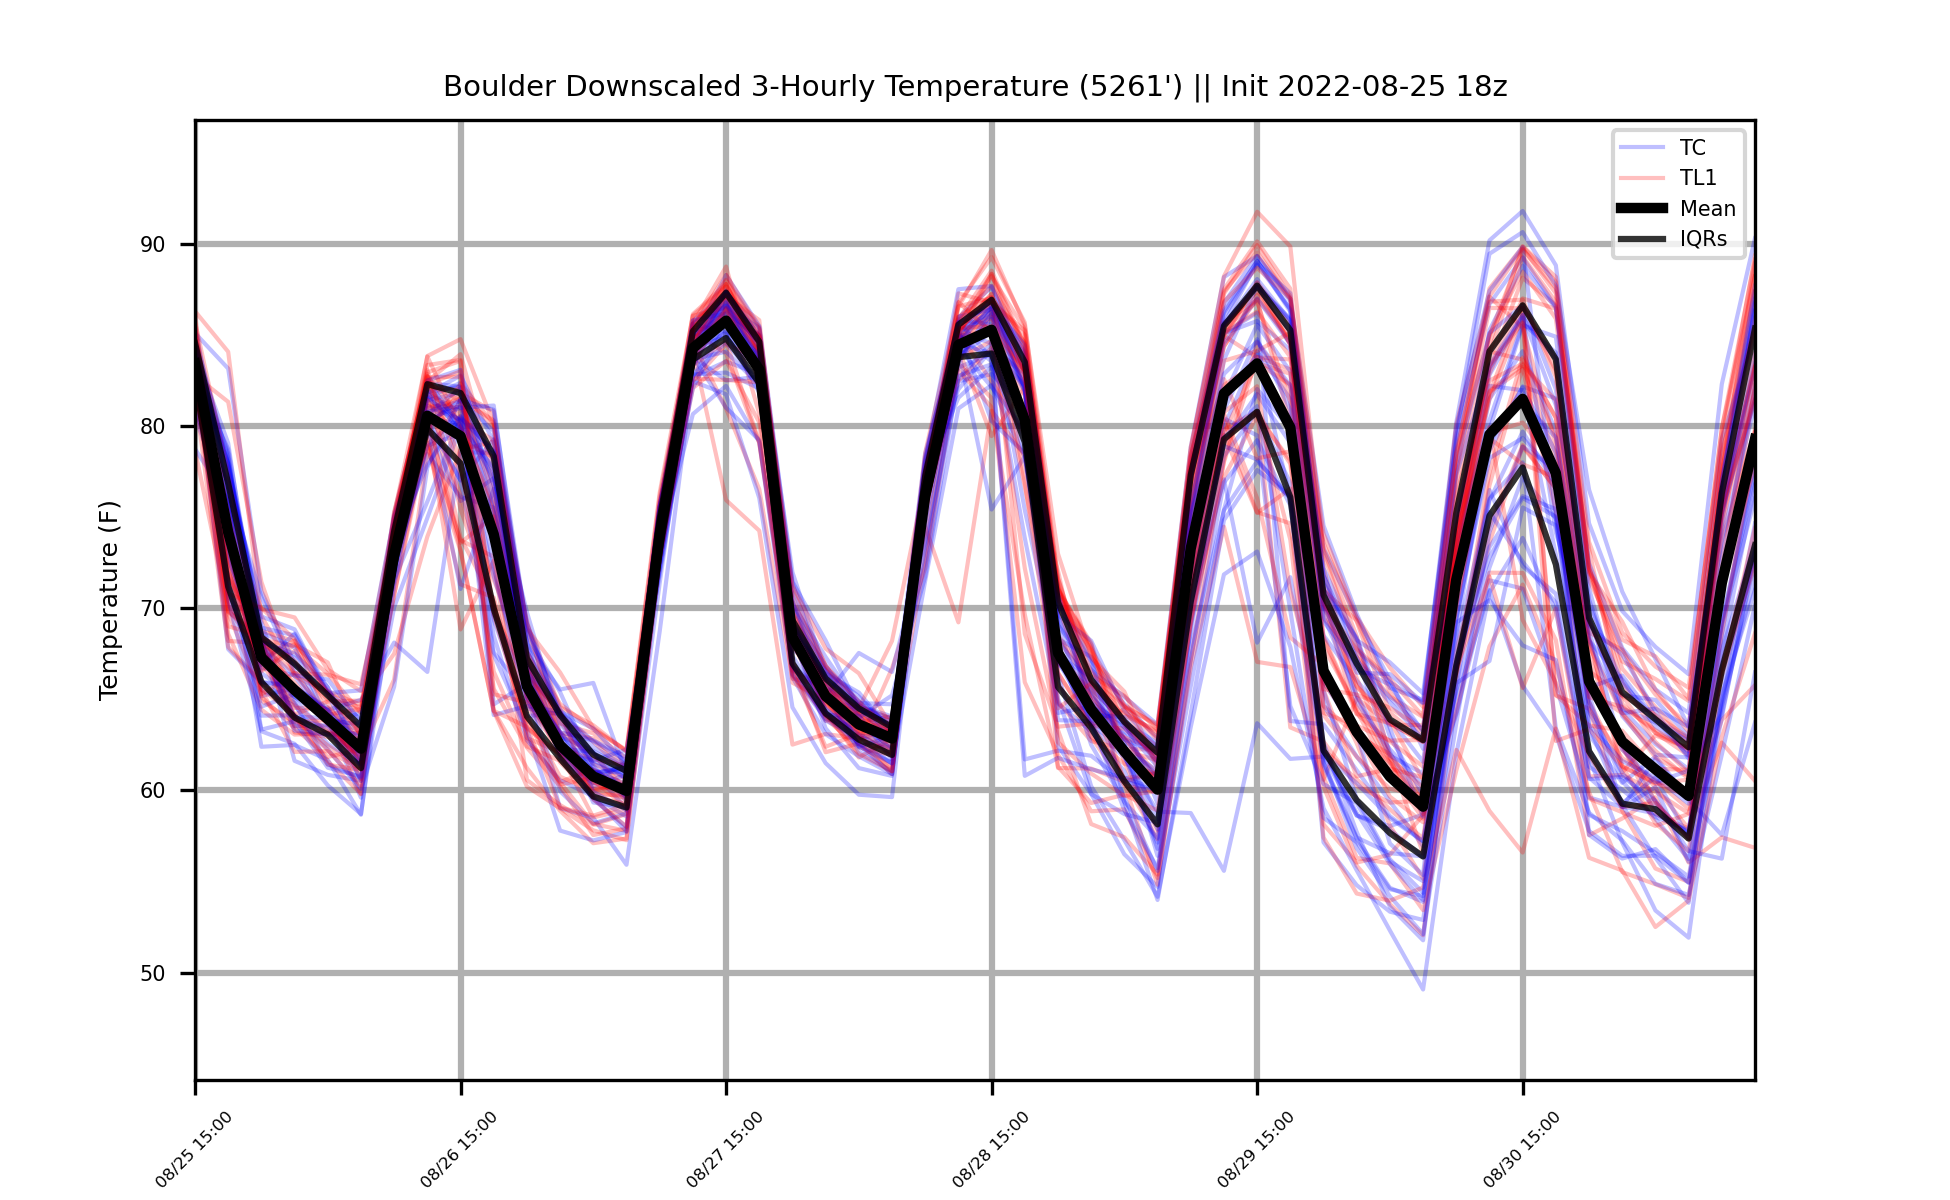 Boulder Downscaled 3-Hourly Temperature (5261') || Init 2022-08-25 18z
TC
TL1
Mean
IQRs
Temperature (F)
90
80
70
60
50
08/25 15:00
08/26 15:00
08/27 15:00
08/28 15:00
08/29 15:00
08/30 15:00